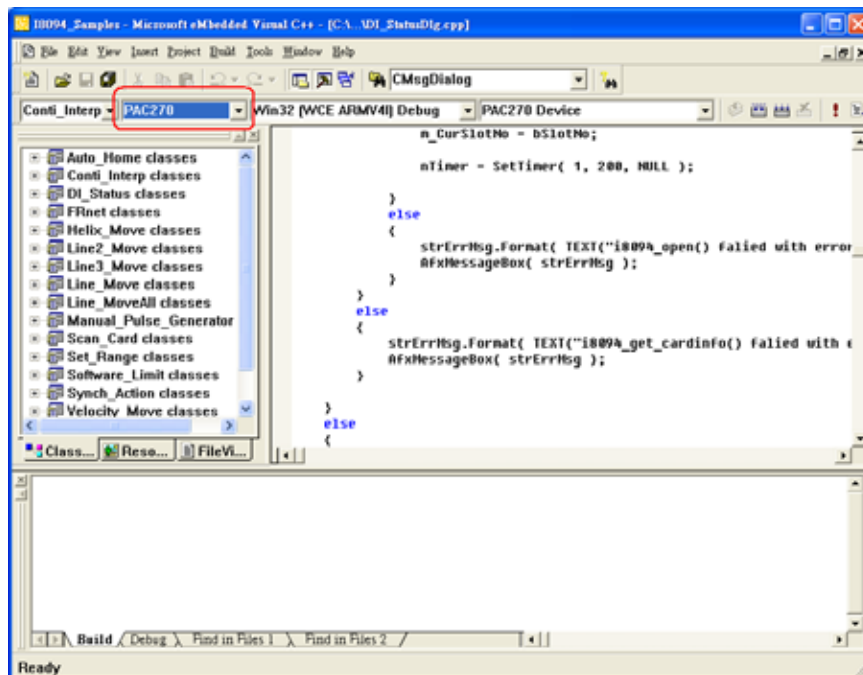 I8094_Samples - Microsoft eMbedded Visual C++ - [C:\...\DI_StatusDlg.cpp]
File Edit View Insert Project Build Tools Window Help
CMsgDialog
Conti_Interp PAC270 Win32 (WCE ARMV4I) Debug PAC270 Device
Auto_Home classes
Conti_Interp classes
DI_Status classes
FRnet classes
Helix_Move classes
Line2_Move classes
Line3_Move classes
Line_Move classes
Line_MoveAll classes
Manual_Pulse_Generator
Scan_Card classes
Set_Range classes
Software_Limit classes
Synch_Action classes
Velocity_Move classes
Class... Reso... FileVi...
m_CurSlotNo = bSlotNo;
nTimer = SetTimer( 1, 200, NULL );
}
else
{
strErrMsg.Format( TEXT("i8094_open() falied with error
AfxMessageBox( strErrMsg );
}
}
else
{
strErrMsg.Format( TEXT("i8094_get_cardinfo() falied with e
AfxMessageBox( strErrMsg );
}
}
else
{
Build Debug Find in Files 1 Find in Files 2
Ready